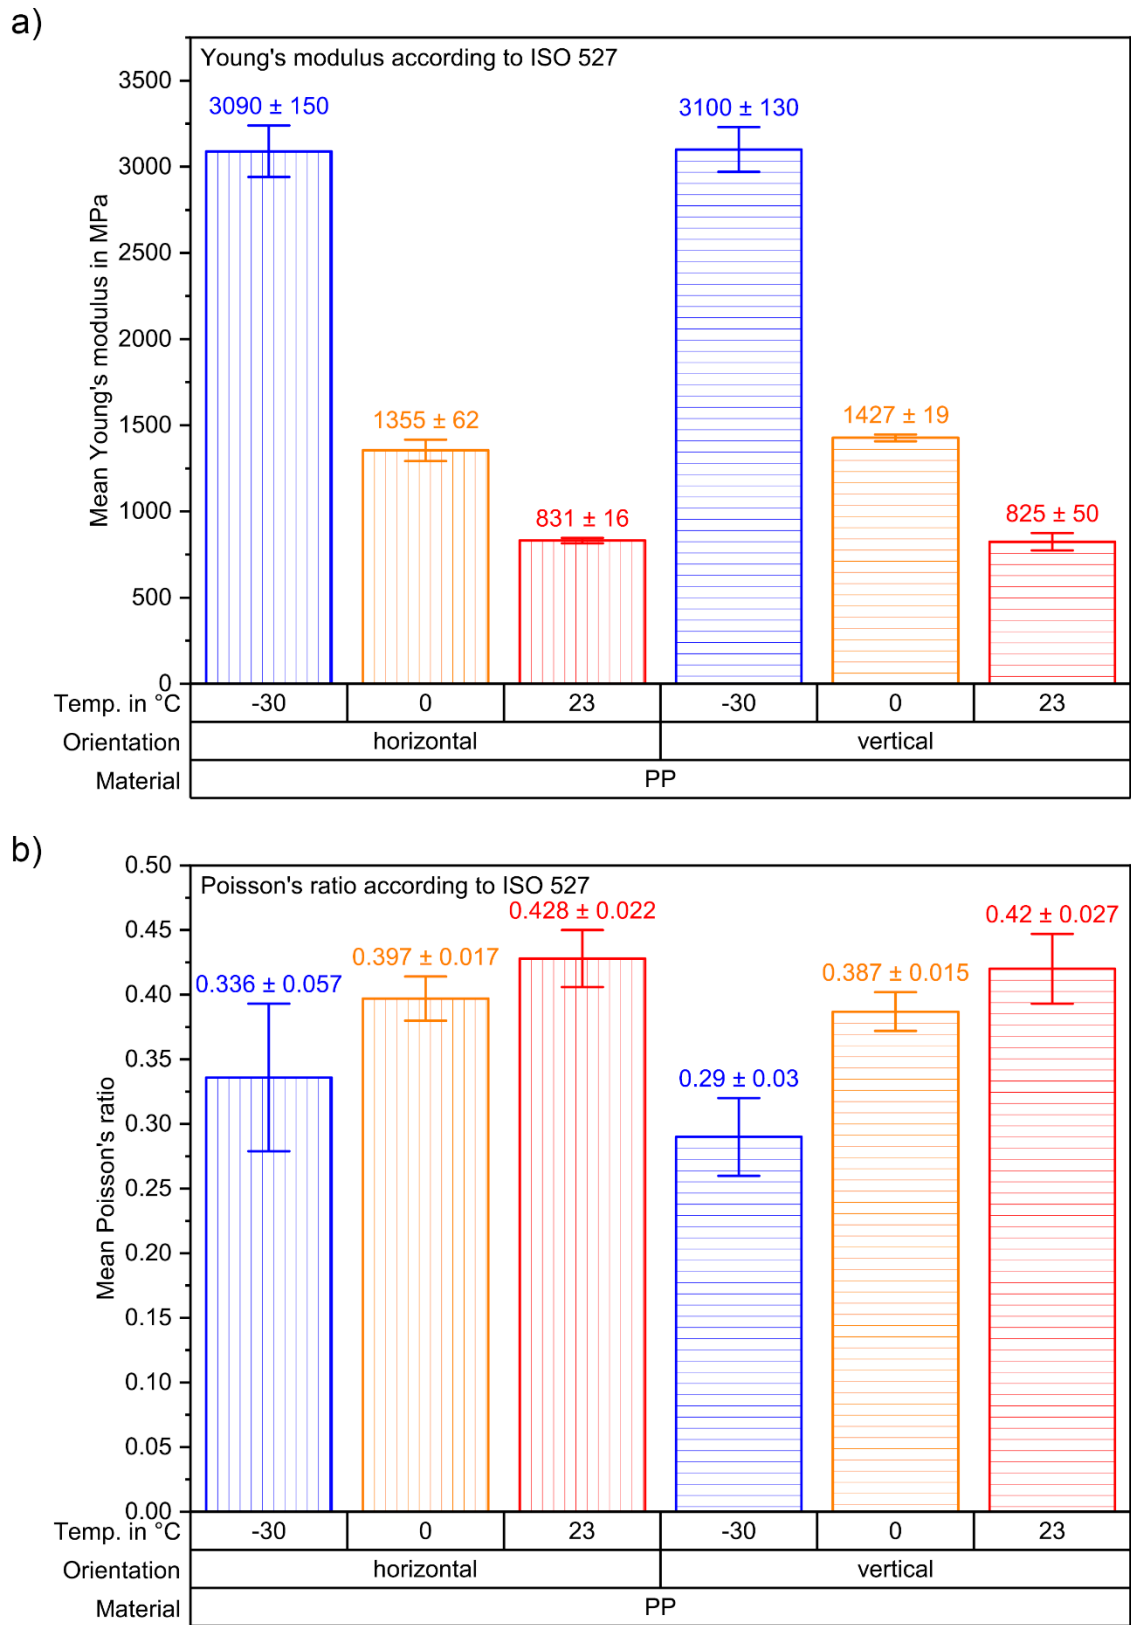 a)
Young's modulus according to ISO 527
Mean Young's modulus in MPa
3500
3000
2500
2000
1500
1000
500
0
3090 ± 150
1355 ± 62
831 ± 16
3100 ± 130
1427 ± 19
825 ± 50
Temp. in °C -30 0 23 -30 0 23
Orientation horizontal vertical
Material PP
b)
Poisson's ratio according to ISO 527
Mean Poisson's ratio
0.50
0.45
0.40
0.35
0.30
0.25
0.20
0.15
0.10
0.05
0.00
0.336 ± 0.057
0.397 ± 0.017
0.428 ± 0.022
0.29 ± 0.03
0.387 ± 0.015
0.42 ± 0.027
Temp. in °C -30 0 23 -30 0 23
Orientation horizontal vertical
Material PP